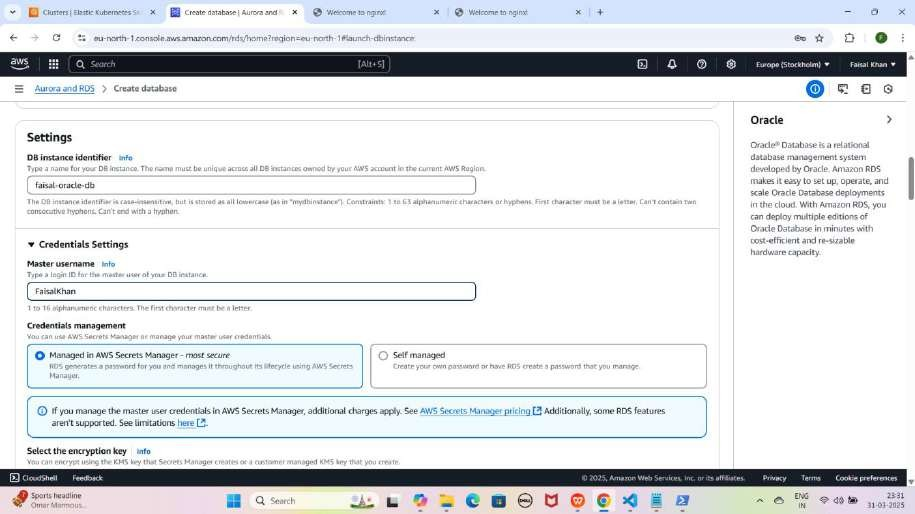 Clusters | Elastic Kubernetes Se
Create database | Aurora and R
Welcome to nginx!
Welcome to nginx!
eu-north-1.console.aws.amazon.com/rds/home?region=eu-north-1#launch-dbinstance:
aws
Search
[Alt+S]
Europe (Stockholm)
Faisal Khan
Aurora and RDS > Create database
Settings
DB instance identifier Info
Type a name for your DB instance. The name must be unique across all DB instances owned by your AWS account in the current AWS Region.
faisal-oracle-db
The DB instance identifier is case-insensitive, but is stored as all lowercase (as in "mydbinstance"). Constraints: 1 to 63 alphanumeric characters or hyphens. First character must be a letter. Can't contain two
consecutive hyphens. Can't end with a hyphen.
Credentials Settings
Master username Info
Type a login ID for the master user of your DB instance.
FaisalKhan
1 to 16 alphanumeric characters. The first character must be a letter.
Credentials management
You can use AWS Secrets Manager or manage your master user credentials.
Managed in AWS Secrets Manager - most secure
RDS generates a password for you and manages it throughout its lifecycle using AWS Secrets
Manager.
Self managed
Create your own password or have RDS create a password that you manage.
If you manage the master user credentials in AWS Secrets Manager, additional charges apply. See AWS Secrets Manager pricing Additionally, some RDS features
aren't supported. See limitations here.
Select the encryption key Info
You can encrypt using the KMS key that Secrets Manager creates or a customer managed KMS key that you create.
Oracle
Oracle® Database is a relational
database management system
developed by Oracle. Amazon RDS
makes it easy to set up, operate, and
scale Oracle Database deployments
in the cloud. With Amazon RDS, you
can deploy multiple editions of
Oracle Database in minutes with
cost-efficient and re-sizable
hardware capacity.
CloudShell
Feedback
© 2025, Amazon Web Services, Inc. or its affiliates.
Privacy
Terms
Cookie preferences
Sports headline
Omar Marmous...
Search
DELL
ENG
IN
23:31
31-03-2025